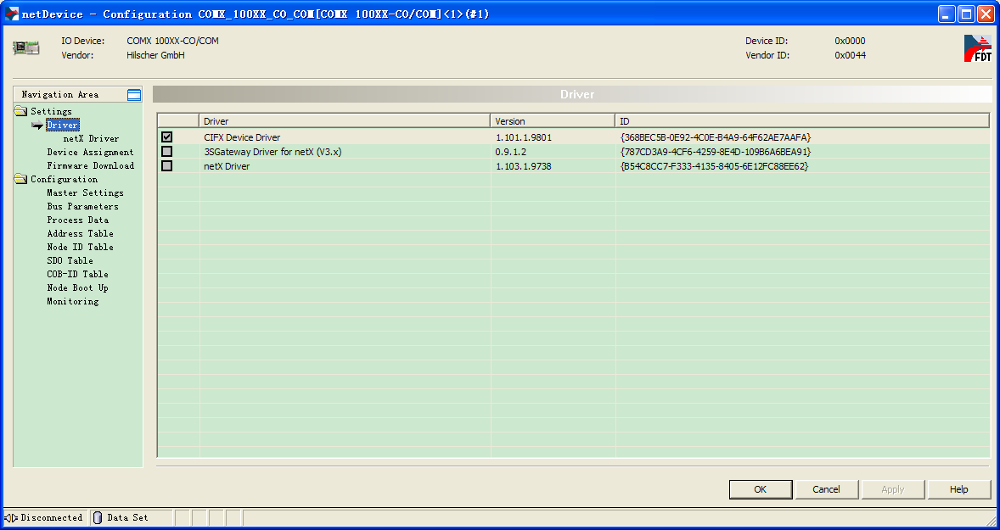 netDevice - Configuration COMX_100XX_CO_COM[COMX 100XX-CO/COM]<1>(#1)
IO Device: COMX 100XX-CO/COM Device ID: 0x0000
Vendor: Hilscher GmbH Vendor ID: 0x0044
FDT
Navigation Area
Driver
Settings
Driver
netX Driver
Device Assignment
Firmware Download
Configuration
Master Settings
Bus Parameters
Process Data
Address Table
Node ID Table
SDO Table
COB-ID Table
Node Boot Up
Monitoring
Driver Version ID
CIFX Device Driver 1.101.1.9801 {368BEC5B-0E92-4C0E-B4A9-64F62AE7AAFA}
3SGateway Driver for netX (V3.x) 0.9.1.2 {787CD3A9-4CF6-4259-8E4D-109B6A6BEA91}
netX Driver 1.103.1.9738 {B54C8CC7-F333-4135-8405-6E12FC88EE62}
OK Cancel Apply Help
Disconnected Data Set